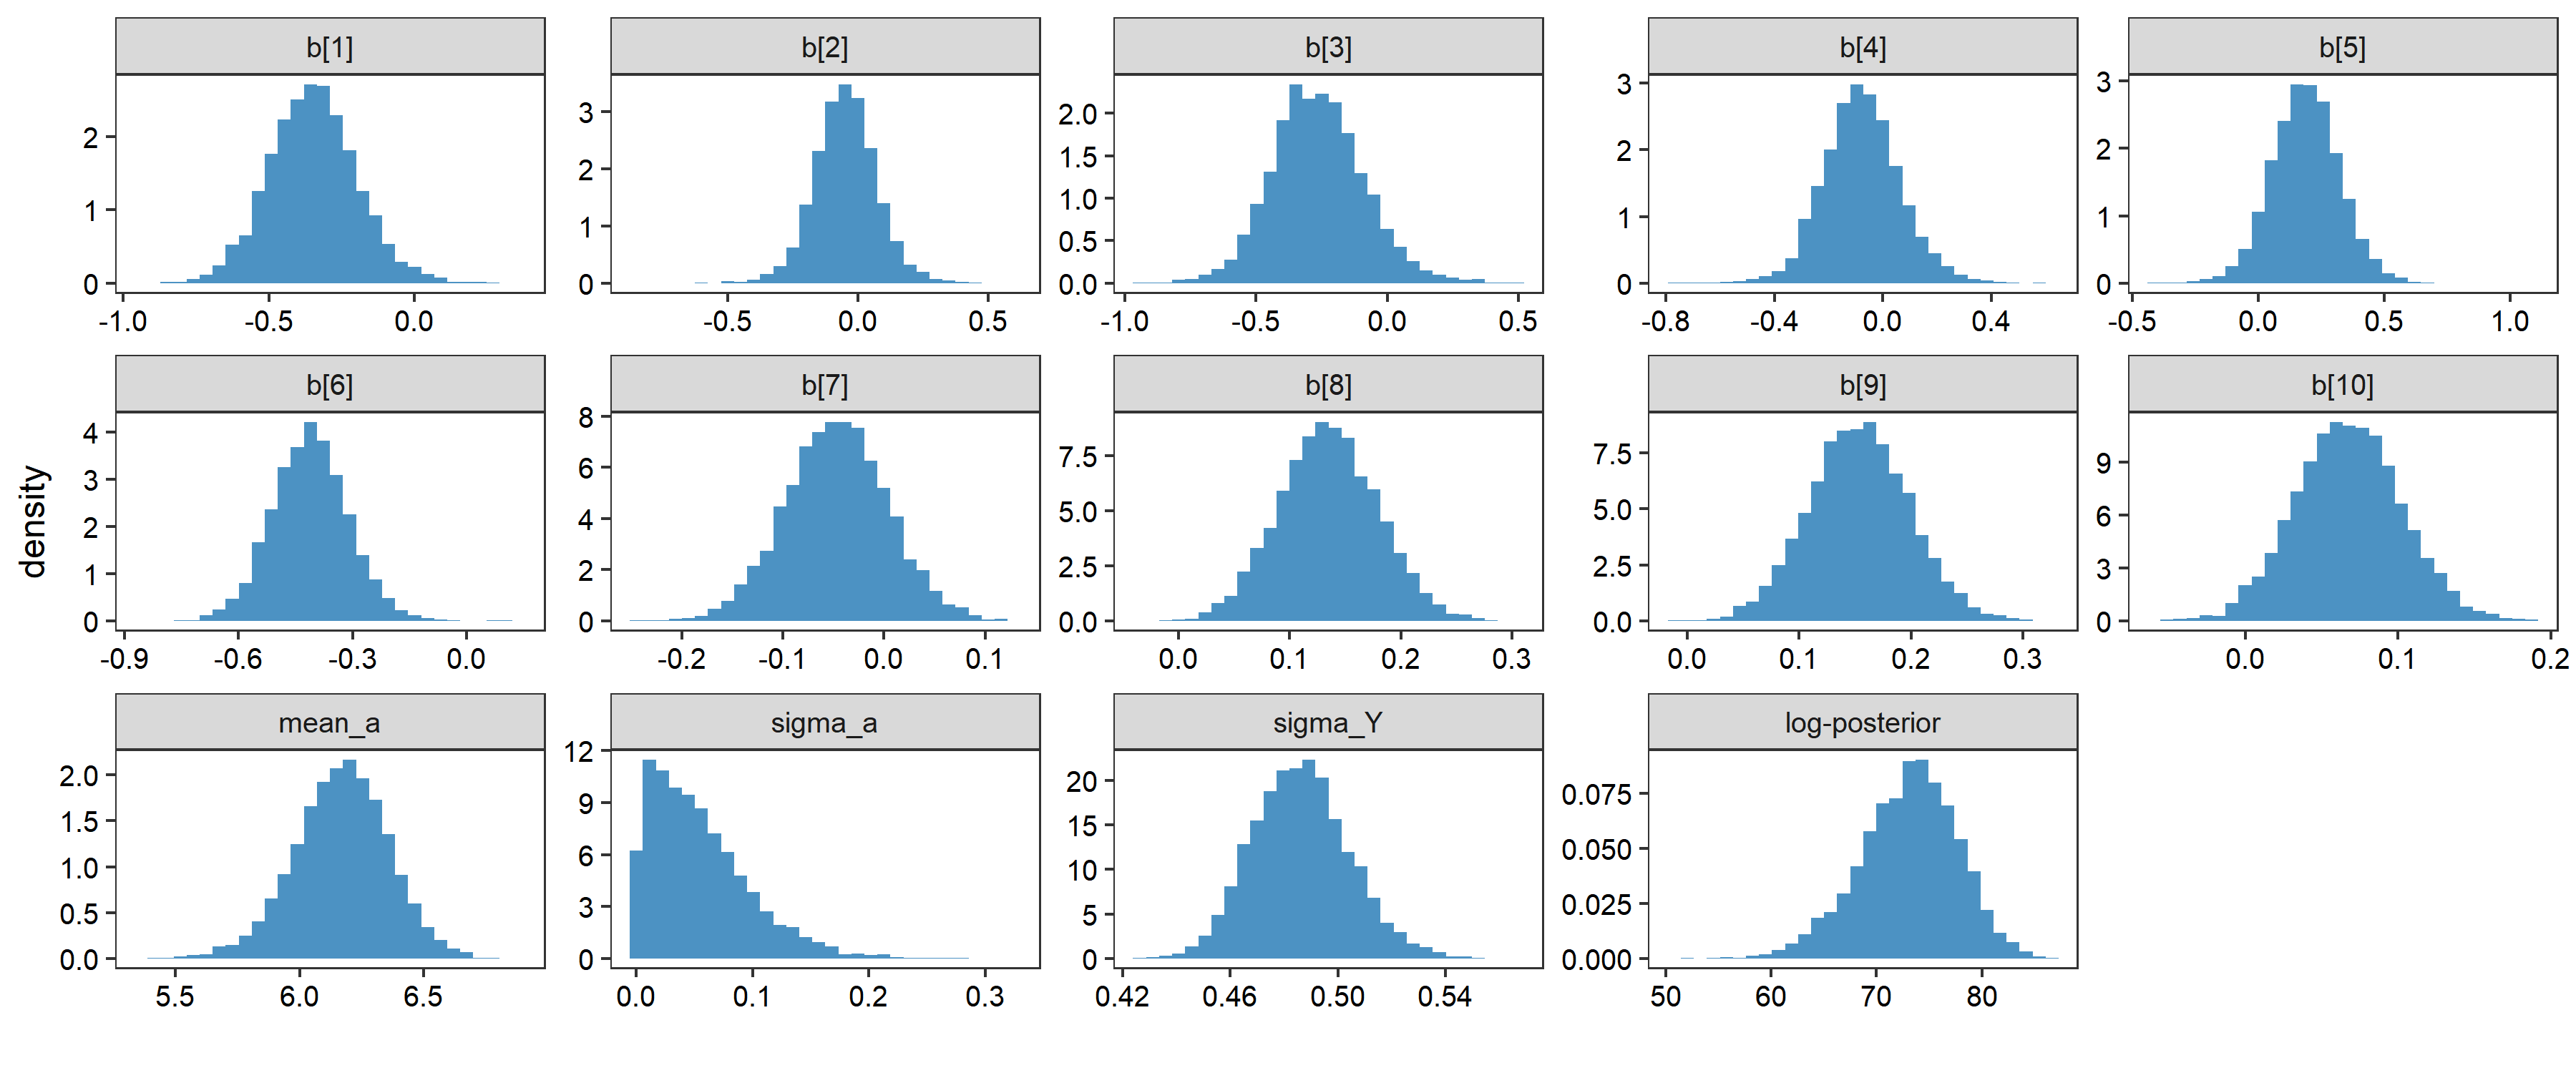 b[1] b[2] b[3] b[4] b[5]
2 1 0 3 2 1 0 2.0 1.5 1.0 0.5 0.0 3 2 1 0 3 2 1 0
-1.0 -0.5 0.0 -0.5 0.0 0.5 -1.0 -0.5 0.0 0.5 -0.8 -0.4 0.0 0.4 -0.5 0.0 0.5 1.0
b[6] b[7] b[8] b[9] b[10]
density
4 3 2 1 0 8 6 4 2 0 7.5 5.0 2.5 0.0 7.5 5.0 2.5 0.0 9 6 3 0
-0.9 -0.6 -0.3 0.0 -0.2 -0.1 0.0 0.1 0.0 0.1 0.2 0.3 0.0 0.1 0.2 0.3 0.0 0.1 0.2
mean_a sigma_a sigma_Y log-posterior
2.0 1.5 1.0 0.5 0.0 12 9 6 3 0 20 15 10 5 0 0.075 0.050 0.025 0.000
5.5 6.0 6.5 0.0 0.1 0.2 0.3 0.42 0.46 0.50 0.54 50 60 70 80